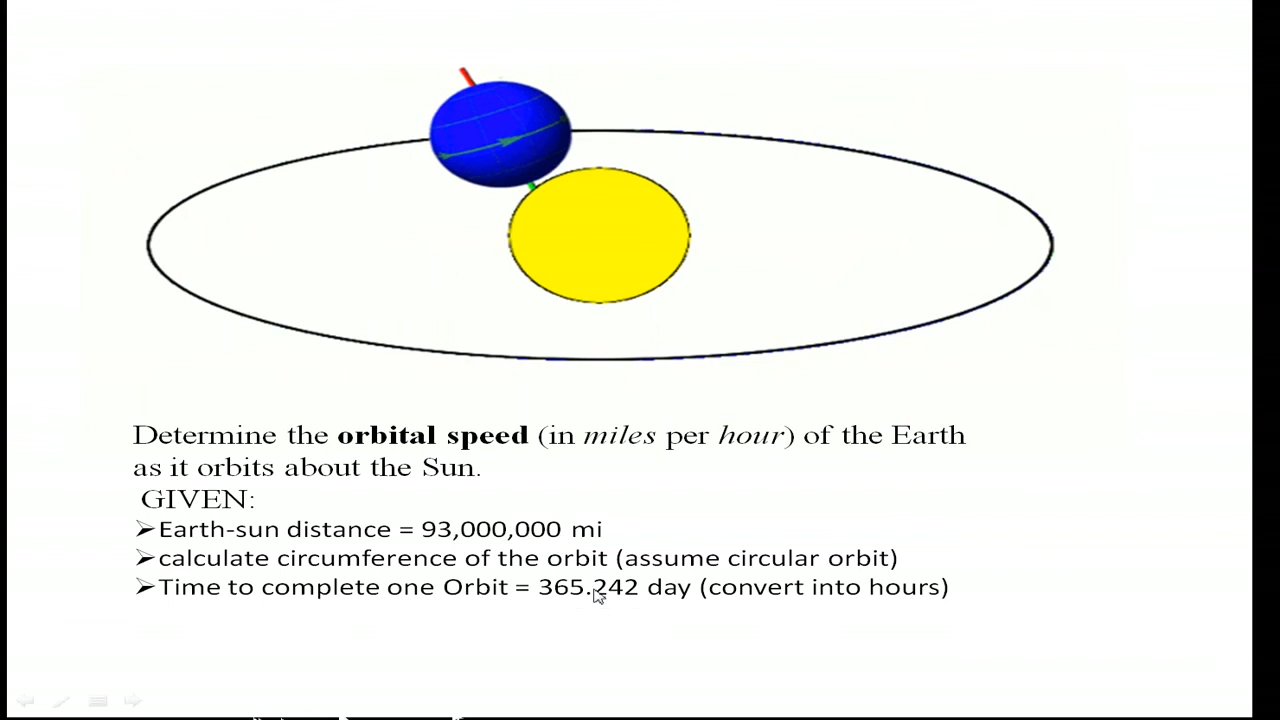 Determine the orbital speed (in miles per hour) of the Earth
as it orbits about the Sun.
GIVEN:
➢Earth-sun distance = 93,000,000 mi
➢calculate circumference of the orbit (assume circular orbit)
➢Time to complete one Orbit = 365.242 day (convert into hours)